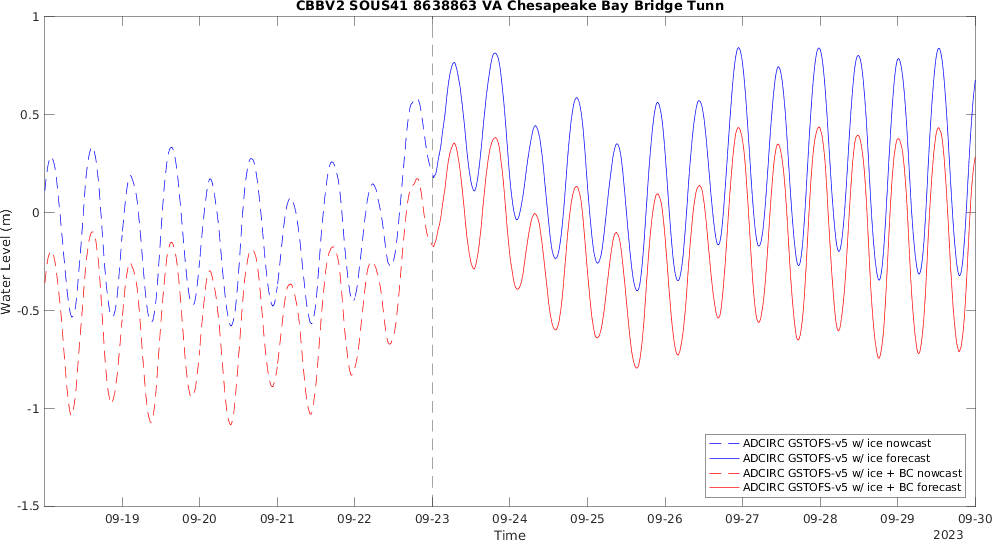 CBBV2 SOUS41 8638863 VA Chesapeake Bay Bridge Tunn
1
0.5
0
-0.5
-1
-1.5
Water Level (m)
ADCIRC GSTOFS-v5 w/ ice nowcast
ADCIRC GSTOFS-v5 w/ ice forecast
ADCIRC GSTOFS-v5 w/ ice + BC nowcast
ADCIRC GSTOFS-v5 w/ ice + BC forecast
09-19 09-20 09-21 09-22 09-23 09-24 09-25 09-26 09-27 09-28 09-29 09-30
Time
2023